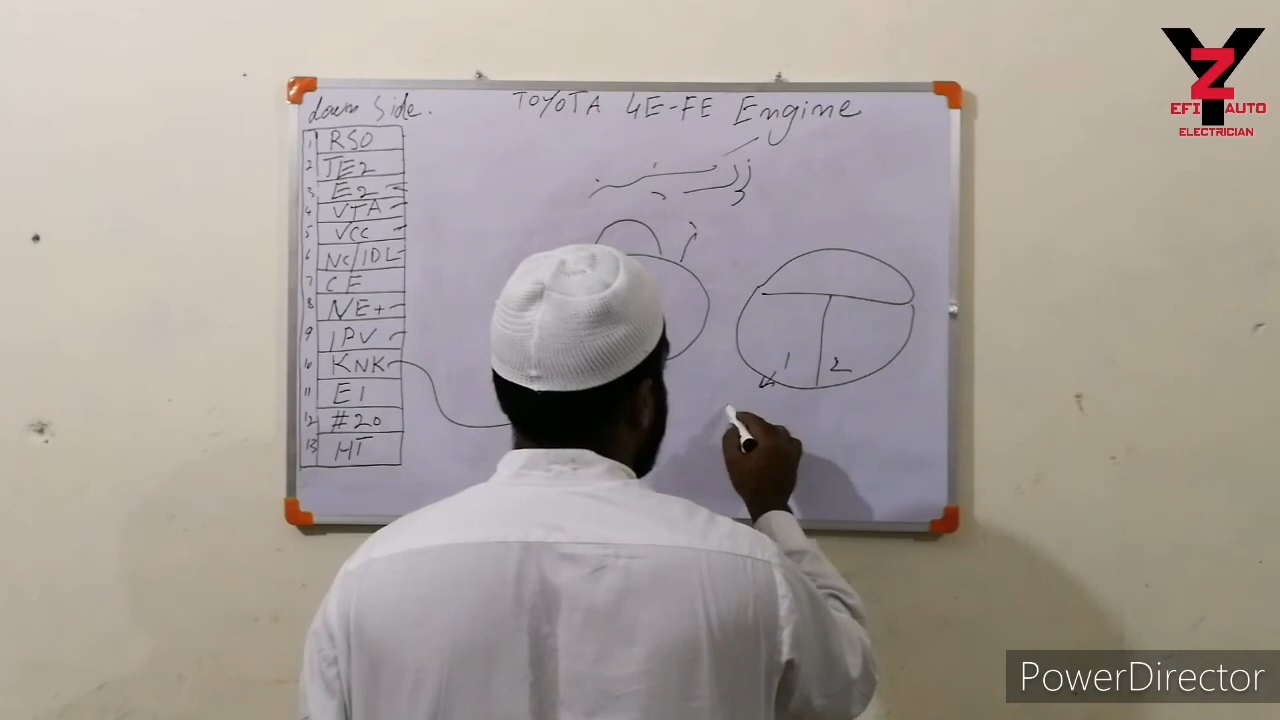 down side.
TOYOTA 4E-FE Engine
1 RSO
2 TE2
3 E2
4 VTA
5 VCC
6 NC/IDL
7 CF
8 NE+
9 IPV
10 KNK
11 E1
12 #20
13 HT
1 2
YZ
EFI AUTO
ELECTRICIAN
PowerDirector